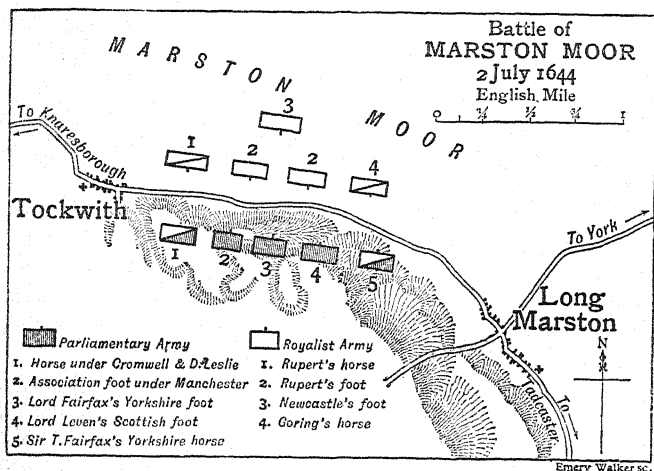 Battle of
MARSTON MOOR
2 July 1644
English Mile
0 ¼ ½ ¾ 1
MARSTON
MOOR
3
1 2 2 4
To Knaresborough
Tockwith
To York
1 2 3 4 5
Long
Marston
N
To
Tadcaster
Parliamentary Army
1. Horse under Cromwell & D. Leslie
2. Association foot under Manchester
3. Lord Fairfax's Yorkshire foot
4. Lord Leven's Scottish foot
5. Sir T. Fairfax's Yorkshire horse
Royalist Army
1. Rupert's horse
2. Rupert's foot
3. Newcastle's foot
4. Goring's horse
Emery Walker sc.